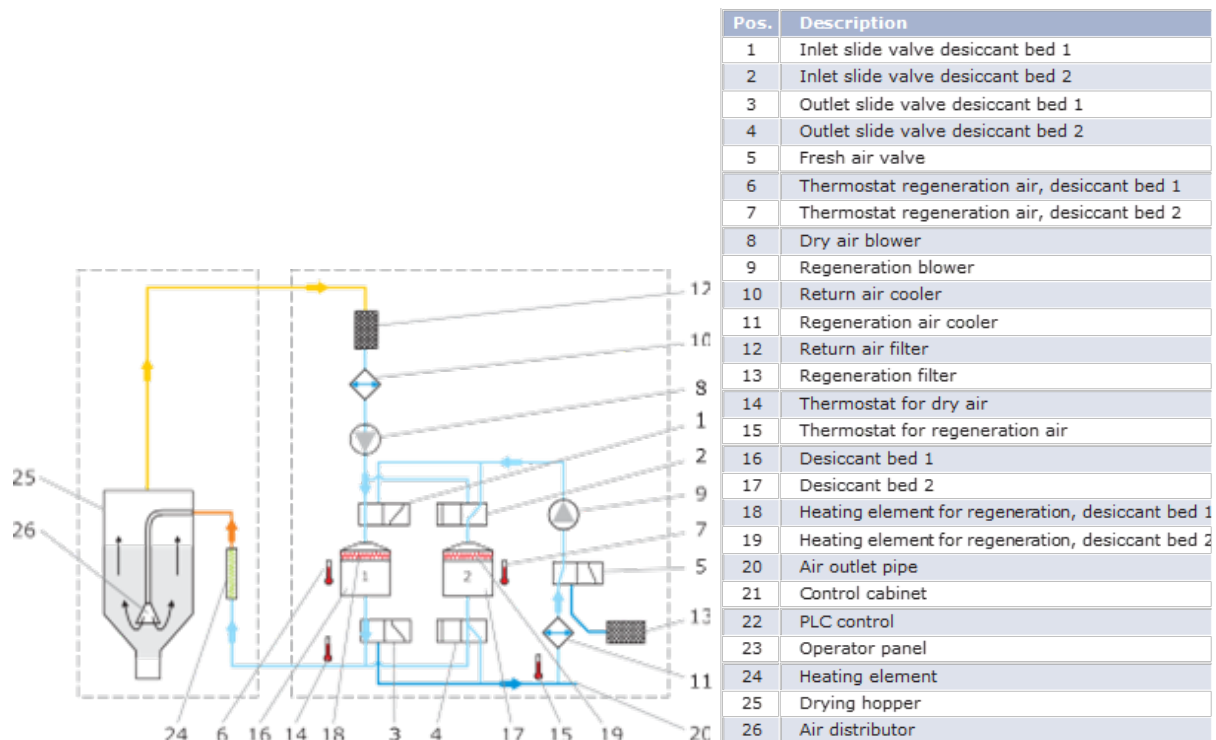 Pos. Description
1 Inlet slide valve desiccant bed 1
2 Inlet slide valve desiccant bed 2
3 Outlet slide valve desiccant bed 1
4 Outlet slide valve desiccant bed 2
5 Fresh air valve
6 Thermostat regeneration air, desiccant bed 1
7 Thermostat regeneration air, desiccant bed 2
8 Dry air blower
9 Regeneration blower
10 Return air cooler
11 Regeneration air cooler
12 Return air filter
13 Regeneration filter
14 Thermostat for dry air
15 Thermostat for regeneration air
16 Desiccant bed 1
17 Desiccant bed 2
18 Heating element for regeneration, desiccant bed 1
19 Heating element for regeneration, desiccant bed 2
20 Air outlet pipe
21 Control cabinet
22 PLC control
23 Operator panel
24 Heating element
25 Drying hopper
26 Air distributor
12
10
8
1
2
9
7
5
13
11
25
26
1 2
24 6 16 14 18 3 4 17 15 19 20